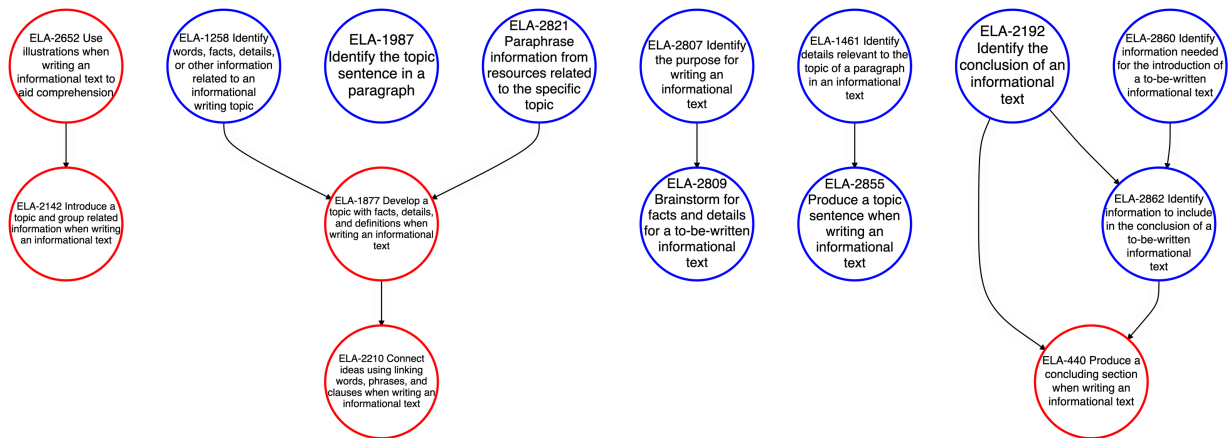 ELA-2652 Use
illustrations when
writing an
informational text to
aid comprehension
ELA-1258 Identify
words, facts, details,
or other information
related to an
informational
writing topic
ELA-1987
Identify the topic
sentence in a
paragraph
ELA-2821
Paraphrase
information from
resources related
to the specific
topic
ELA-2807 Identify
the purpose for
writing an
informational
text
ELA-1461 Identify
details relevant to the
topic of a paragraph
in an informational
text
ELA-2192
Identify the
conclusion of an
informational
text
ELA-2860 Identify
information needed
for the introduction of
a to-be-written
informational text
ELA-2142 Introduce a
topic and group related
information when writing
an informational text
ELA-1877 Develop a
topic with facts, details,
and definitions when
writing an informational
text
ELA-2809
Brainstorm for
facts and details
for a to-be-written
informational
text
ELA-2855
Produce a topic
sentence when
writing an
informational
text
ELA-2862 Identify
information to include
in the conclusion of a
to-be-written
informational
text
ELA-2210 Connect
ideas using linking
words, phrases, and
clauses when writing an
informational text
ELA-440 Produce a
concluding section
when writing an
informational text